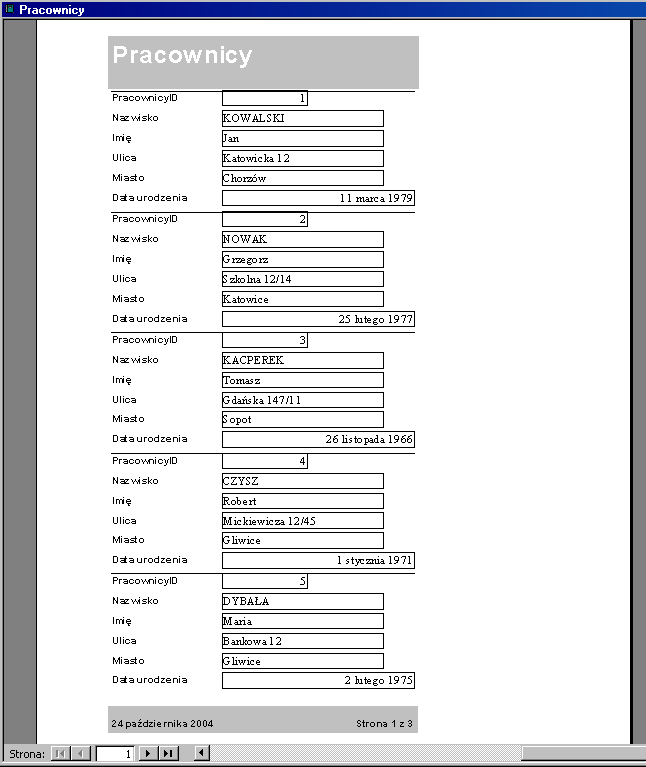 Pracownicy
Pracownicy
PracownicyID 1
Nazwisko KOWALSKI
Imię Jan
Ulica Katowicka 12
Miasto Chorzów
Data urodzenia 11 marca 1979
PracownicyID 2
Nazwisko NOWAK
Imię Grzegorz
Ulica Szkolna 12/14
Miasto Katowice
Data urodzenia 25 lutego 1977
PracownicyID 3
Nazwisko KACPEREK
Imię Tomasz
Ulica Gdańska 147/11
Miasto Sopot
Data urodzenia 26 listopada 1966
PracownicyID 4
Nazwisko CZYSZ
Imię Robert
Ulica Mickiewicza 12/45
Miasto Gliwice
Data urodzenia 1 stycznia 1971
PracownicyID 5
Nazwisko DYBAŁA
Imię Maria
Ulica Bankowa 12
Miasto Gliwice
Data urodzenia 2 lutego 1975
24 października 2004 Strona 1 z 3
Strona: 1